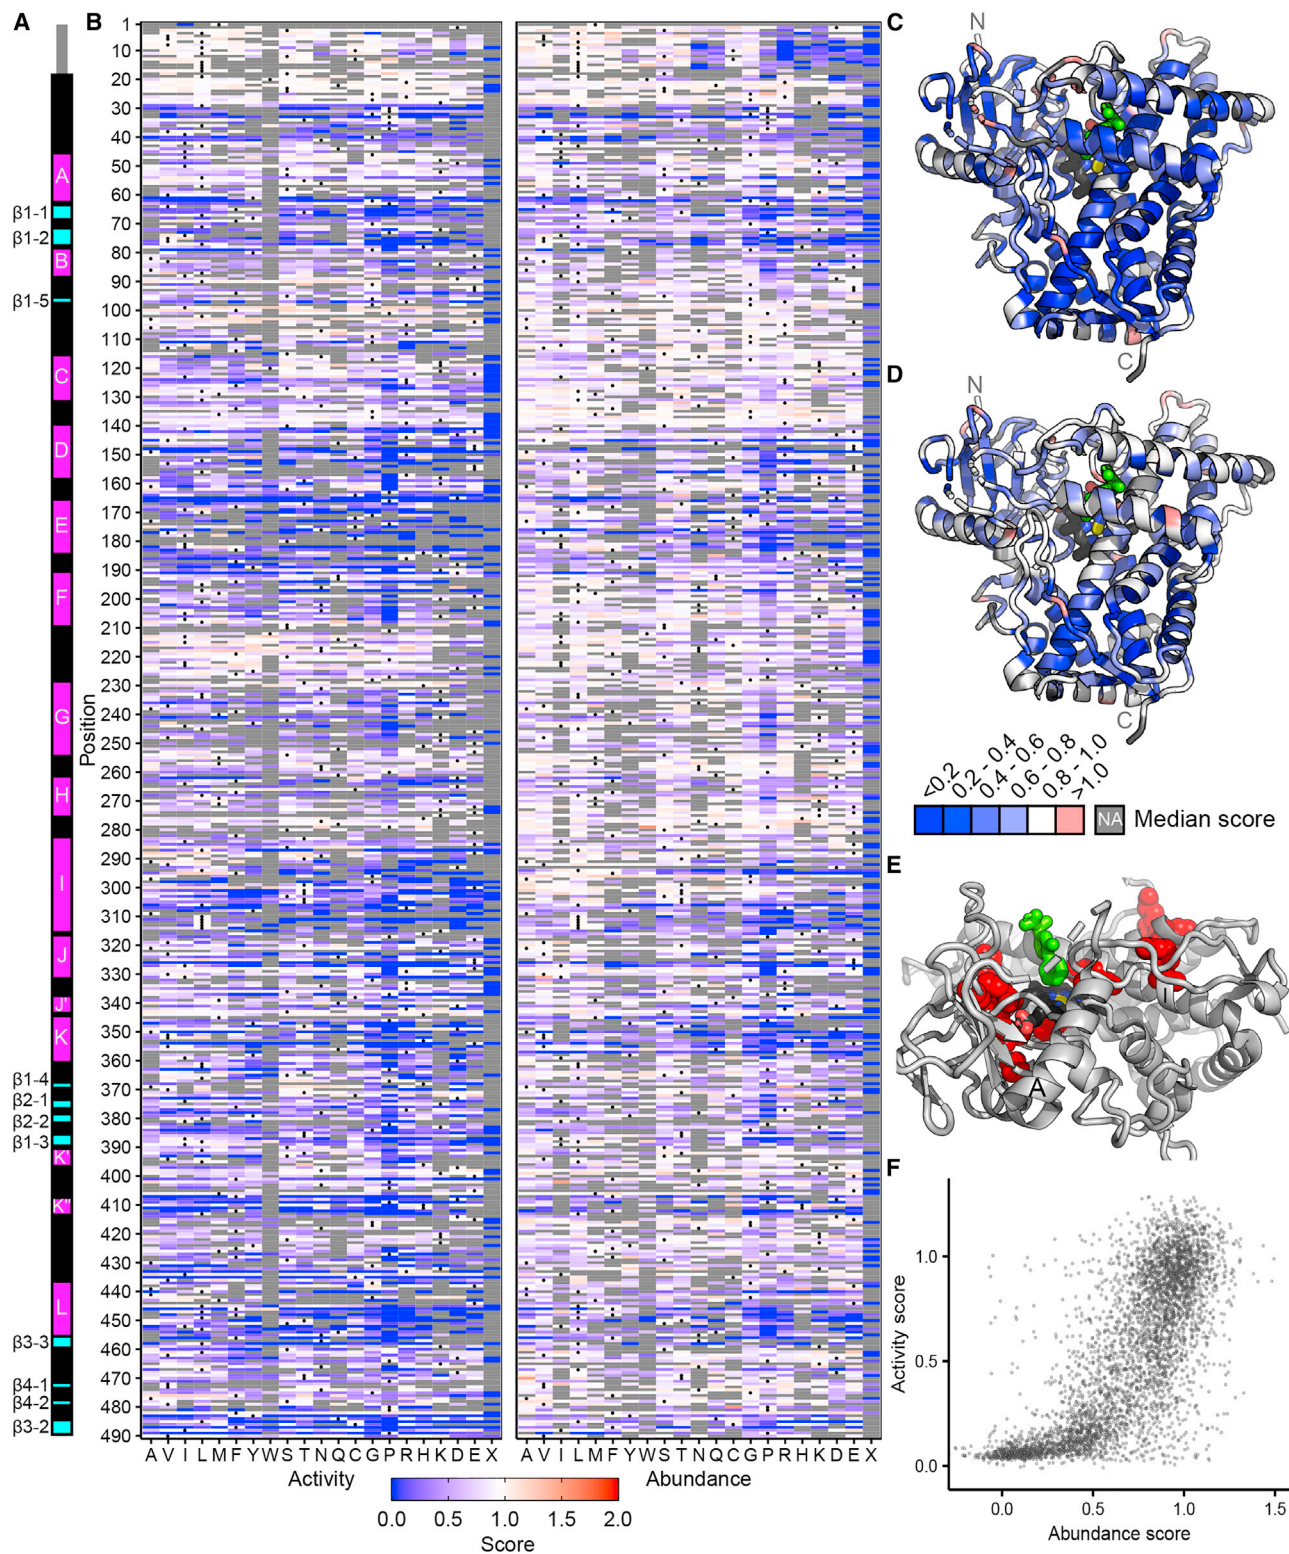 A
A
β1-1
β1-2
B
β1-5
C
D
E
F
G
H
I
J
J'
K
β1-4
β2-1
β2-2
β1-3
K'
K"
L
β3-3
β4-1
β4-2
β3-2
B
Position
1
10
20
30
40
50
60
70
80
90
100
110
120
130
140
150
160
170
180
190
200
210
220
230
240
250
260
270
280
290
300
310
320
330
340
350
360
370
380
390
400
410
420
430
440
450
460
470
480
490
A V I L M F Y W S T N Q C G P R H K D E X
Activity
A V I L M F Y W S T N Q C G P R H K D E X
Abundance
0.0 0.5 1.0 1.5 2.0
Score
C
N
C
D
N
C
<0.2 0.2 - 0.4 0.4 - 0.6 0.6 - 0.8 0.8 - 1.0 >1.0
NA Median score
E
I
A
F
Activity score
1.0
0.5
0.0
0.0 0.5 1.0 1.5
Abundance score